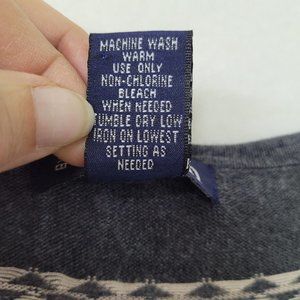 MACHINE WASH
WARM
USE ONLY
NON-CHLORINE
BLEACH
WHEN NEEDED
TUMBLE DRY LOW
IRON ON LOWEST
SETTING AS
NEEDED